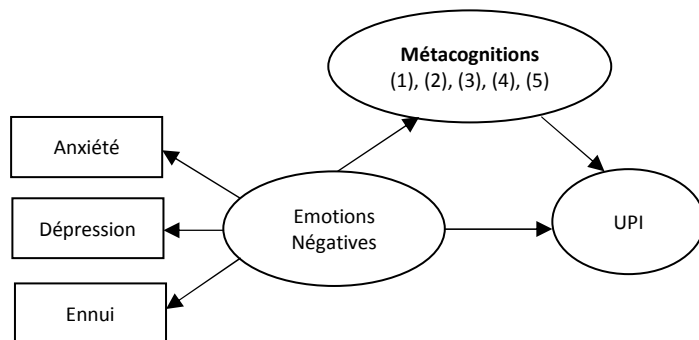 Métacognitions
(1), (2), (3), (4), (5)
Anxiété
Dépression
Emotions
Négatives
UPI
Ennui